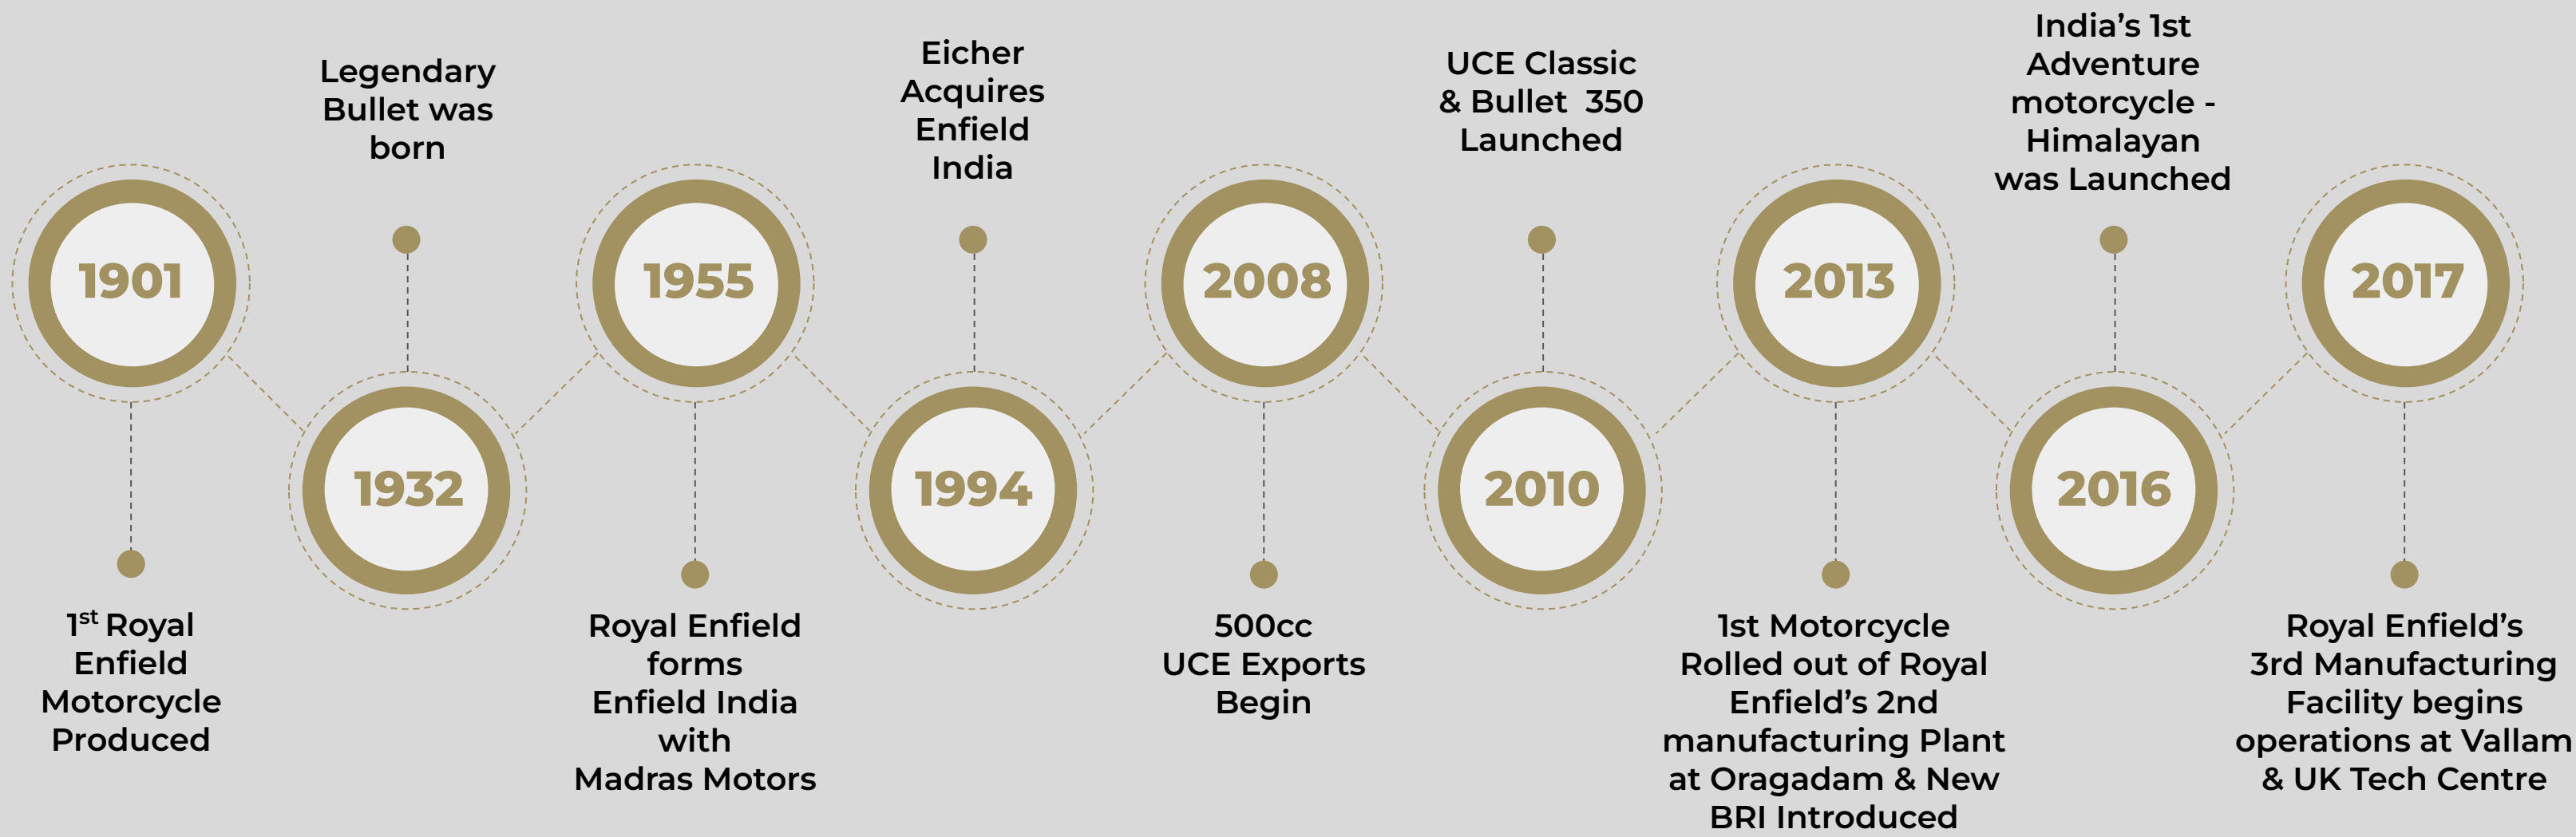 1901
1st Royal
Enfield
Motorcycle
Produced
Legendary
Bullet was
born
1932
1955
Royal Enfield
forms
Enfield India
with
Madras Motors
Eicher
Acquires
Enfield
India
1994
2008
500cc
UCE Exports
Begin
UCE Classic
& Bullet 350
Launched
2010
2013
1st Motorcycle
Rolled out of Royal
Enfield’s 2nd
manufacturing Plant
at Oragadam & New
BRI Introduced
India’s 1st
Adventure
motorcycle -
Himalayan
was Launched
2016
2017
Royal Enfield’s
3rd Manufacturing
Facility begins
operations at Vallam
& UK Tech Centre